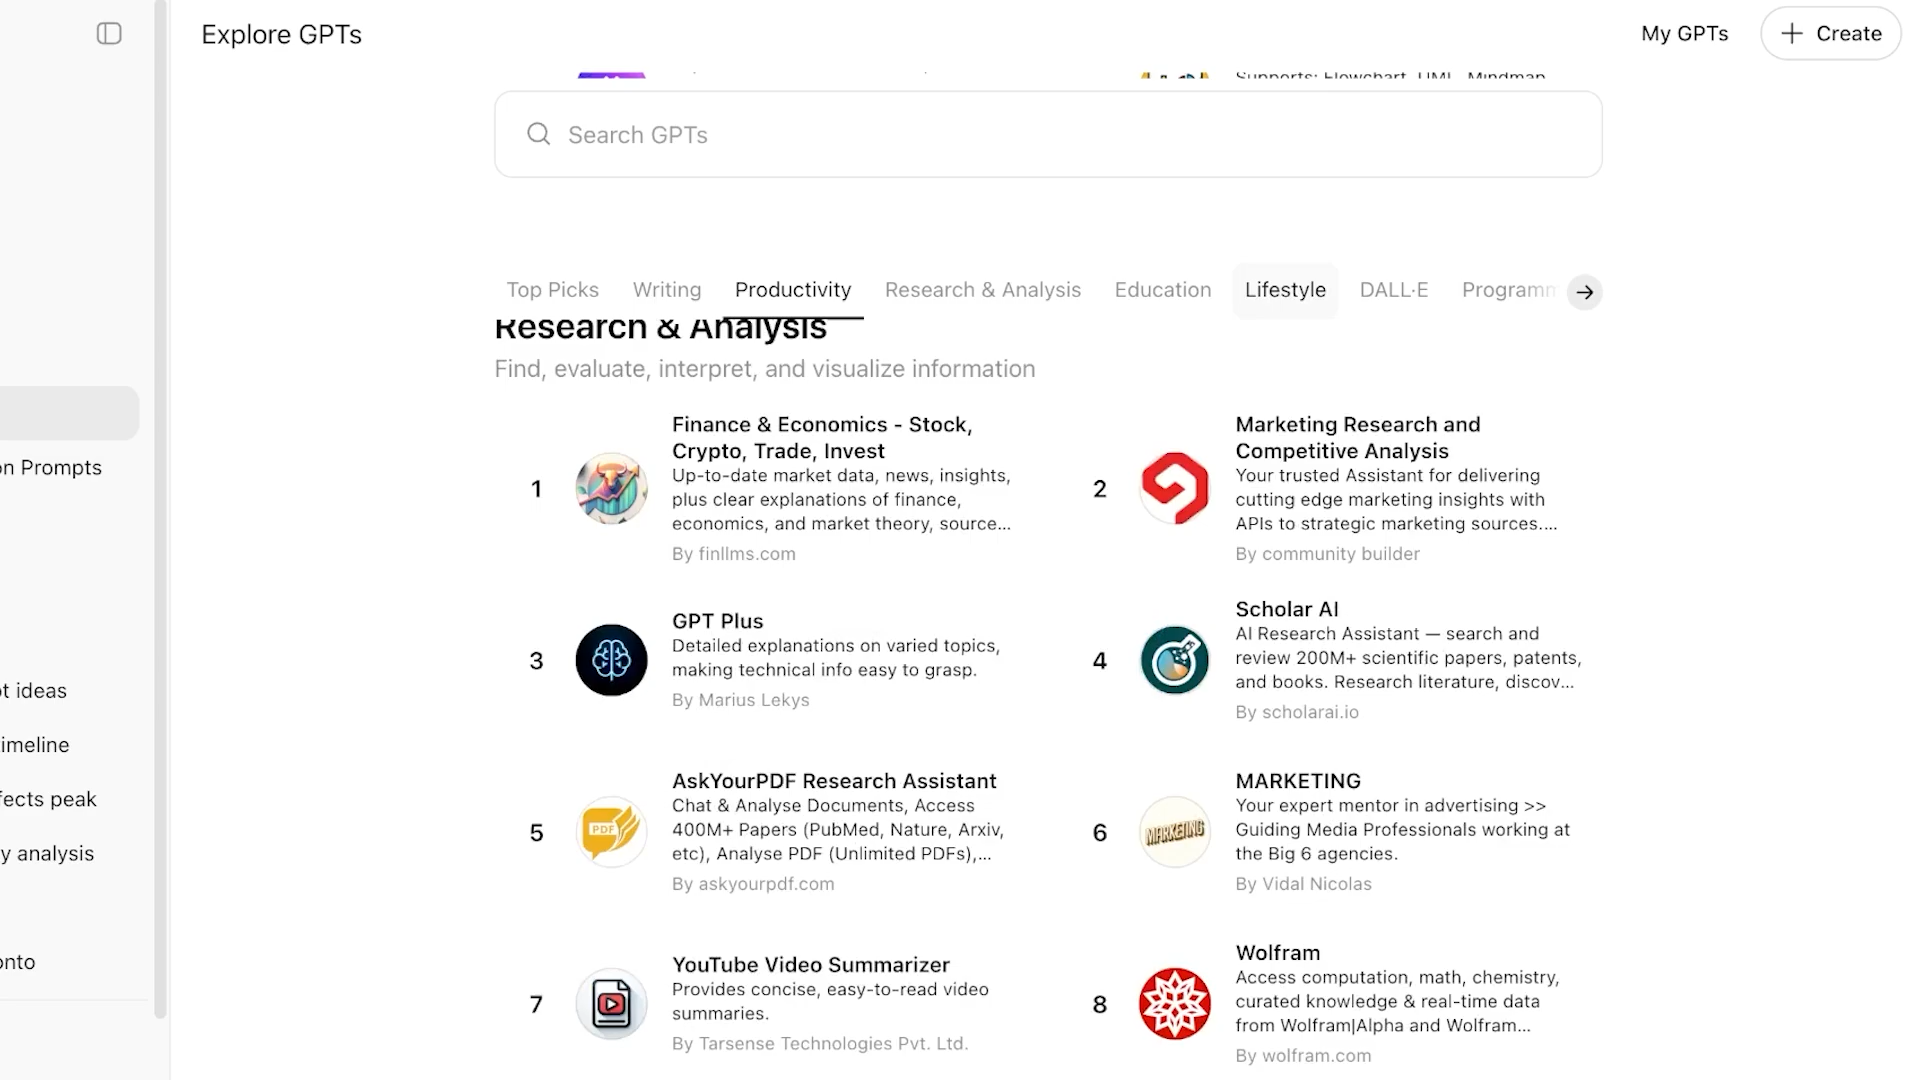 Explore GPTs
My GPTs
Create
Supports: Flowchart, UML, Mindmap
Search GPTs
Top Picks Writing Productivity Research & Analysis Education Lifestyle DALL·E Programm
Research & Analysis
Find, evaluate, interpret, and visualize information
1
Finance & Economics - Stock,
Crypto, Trade, Invest
Up-to-date market data, news, insights,
plus clear explanations of finance,
economics, and market theory, source...
By finllms.com
2
Marketing Research and
Competitive Analysis
Your trusted Assistant for delivering
cutting edge marketing insights with
APIs to strategic marketing sources....
By community builder
3
GPT Plus
Detailed explanations on varied topics,
making technical info easy to grasp.
By Marius Lekys
4
Scholar AI
AI Research Assistant — search and
review 200M+ scientific papers, patents,
and books. Research literature, discov...
By scholarai.io
5
PDF
AskYourPDF Research Assistant
Chat & Analyse Documents, Access
400M+ Papers (PubMed, Nature, Arxiv,
etc), Analyse PDF (Unlimited PDFs),...
By askyourpdf.com
6
MARKETING
MARKETING
Your expert mentor in advertising >>
Guiding Media Professionals working at
the Big 6 agencies.
By Vidal Nicolas
7
YouTube Video Summarizer
Provides concise, easy-to-read video
summaries.
By Tarsense Technologies Pvt. Ltd.
8
Wolfram
Access computation, math, chemistry,
curated knowledge & real-time data
from Wolfram|Alpha and Wolfram...
By wolfram.com
on Prompts
t ideas
imeline
fects peak
y analysis
onto